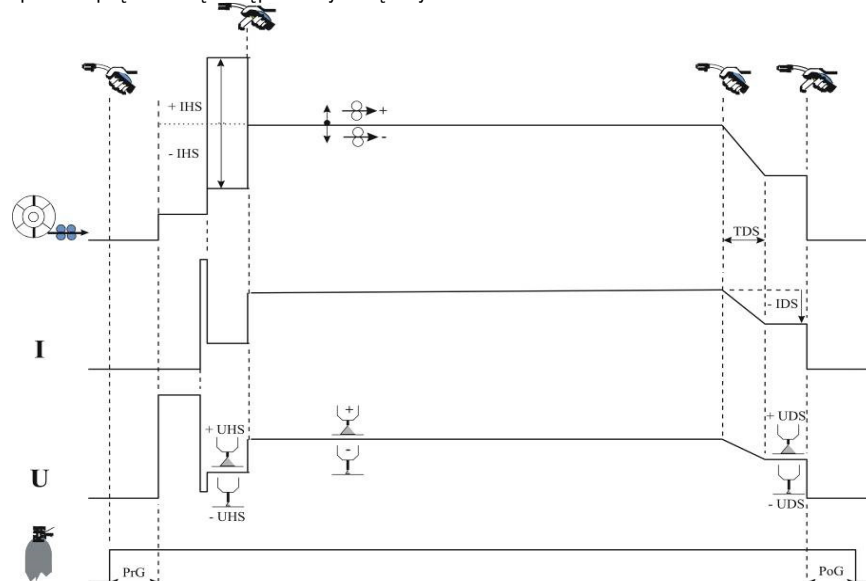 + IHS
+
- IHS
-
TDS
- IDS
I
+
+ UHS
+ UDS
-
U
- UHS
- UDS
PrG
PoG